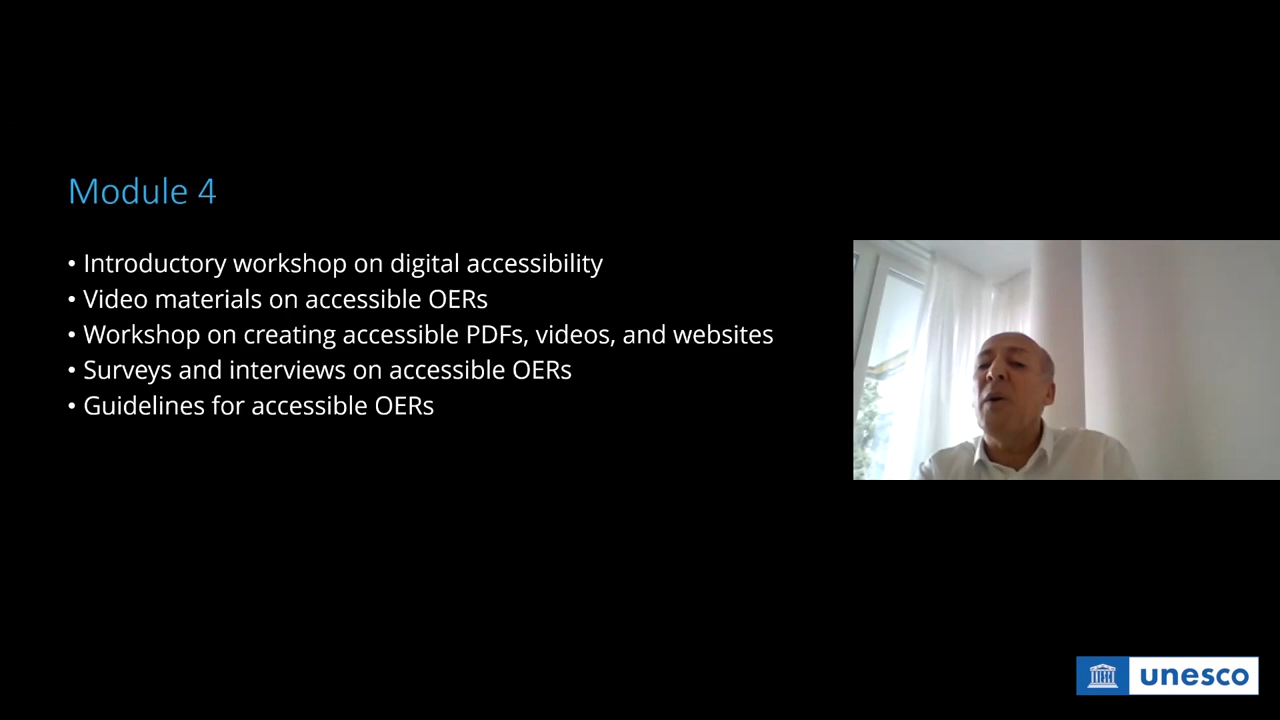 Module 4
• Introductory workshop on digital accessibility
• Video materials on accessible OERs
• Workshop on creating accessible PDFs, videos, and websites
• Surveys and interviews on accessible OERs
• Guidelines for accessible OERs
unesco